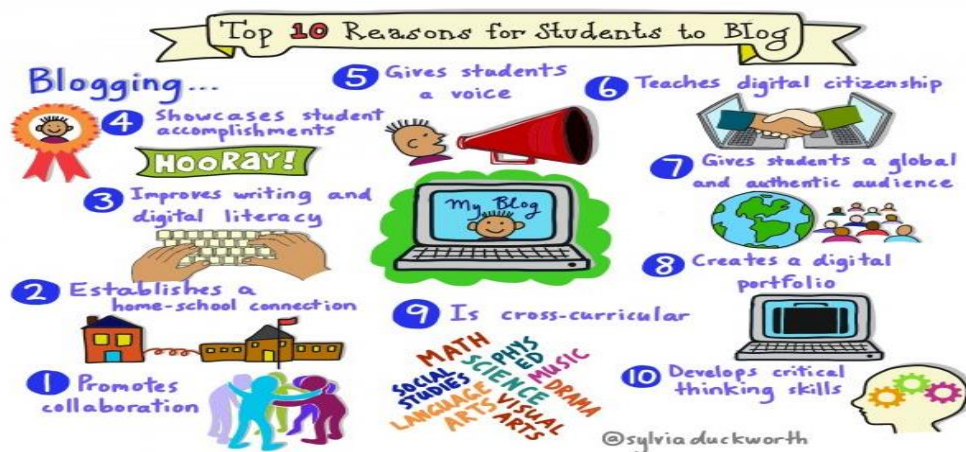 Top 10 Reasons for Students to Blog
Blogging...
1 Promotes
collaboration
2 Establishes a
home-school connection
3 Improves writing and
digital literacy
4 Showcases student
accomplishments
HOORAY!
5 Gives students
a voice
My Blog
6 Teaches digital citizenship
7 Gives students a global
and authentic audience
8 Creates a digital
portfolio
9 Is cross-curricular
MATH
PHYS
ED
MUSIC
SOCIAL
STUDIES
SCIENCE
DRAMA
LANGUAGE
ARTS
VISUAL
ARTS
10 Develops critical
thinking skills
@sylviaduckworth